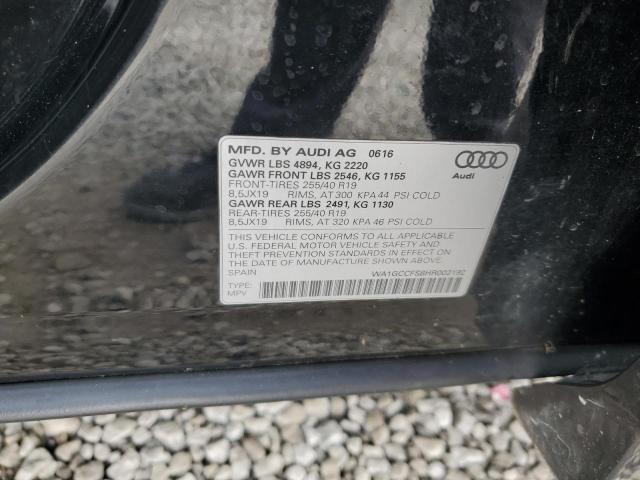 MFD. BY AUDI AG 0616
GVWR LBS 4894, KG 2220
GAWR FRONT LBS 2546, KG 1155
FRONT-TIRES 255/40 R19
8,5JX19 RIMS, AT 300 KPA 44 PSI COLD
GAWR REAR LBS 2491, KG 1130
REAR-TIRES 255/40 R19
8,5JX19 RIMS, AT 320 KPA 46 PSI COLD
Audi
THIS VEHICLE CONFORMS TO ALL APPLICABLE
U.S. FEDERAL MOTOR VEHICLE SAFETY AND
THEFT PREVENTION STANDARDS IN EFFECT ON THE
DATE OF MANUFACTURE SHOWN ABOVE.
SPAIN WA1GCCFS8HR002192
TYPE:
MPV